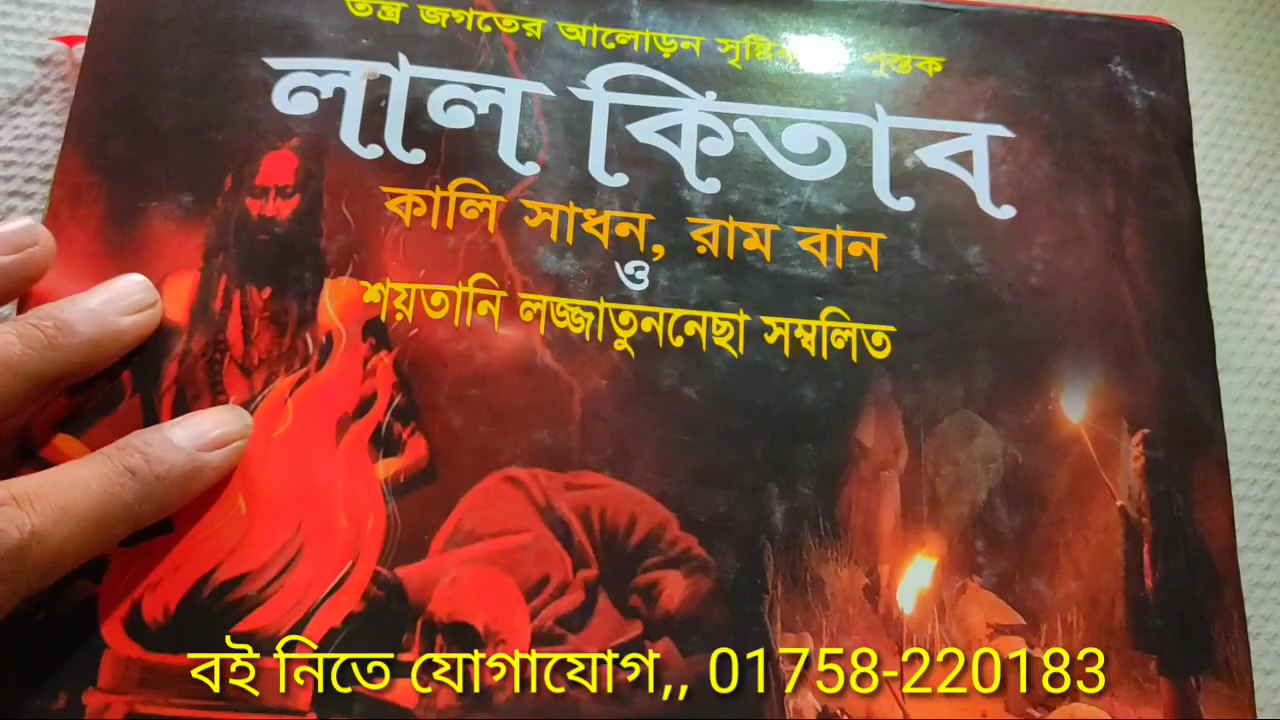 তন্ত্র জগতের আলোড়ন পুস্তক
লাল কিতাব
কালি সাধন, রাম বান
ও
শয়তানি লজ্জাতুননেছা সম্বলিত
বই নিতে যোগাযোগ,, 01758-220183